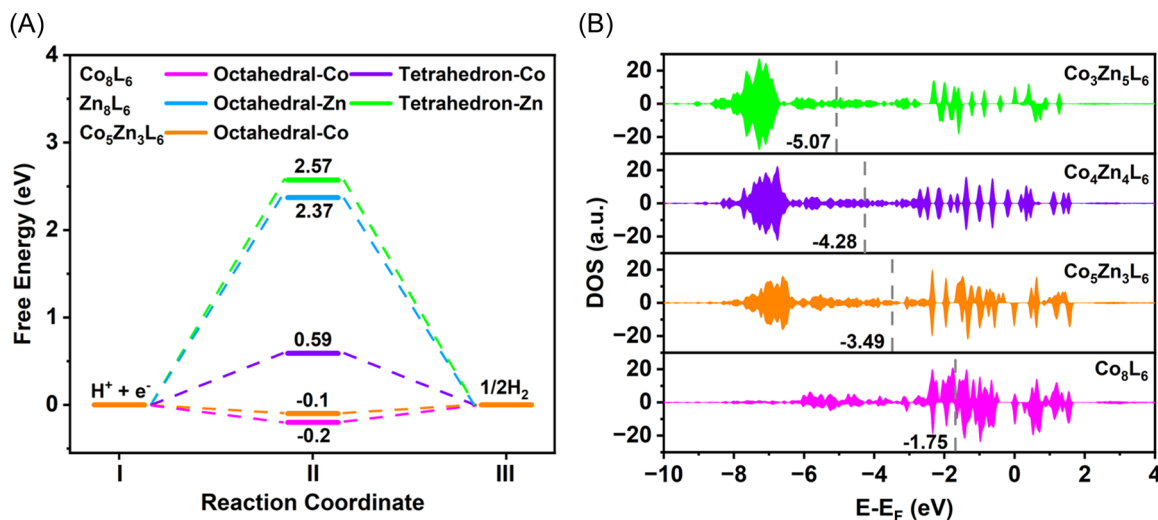 (A)
4
3
2
1
0
Free Energy (eV)
Co₈L₆ Octahedral-Co Tetrahedron-Co
Zn₈L₆ Octahedral-Zn Tetrahedron-Zn
Co₅Zn₃L₆ Octahedral-Co
2.57
2.37
0.59
H⁺ + e⁻
-0.1
-0.2
1/2H₂
I II III
Reaction Coordinate
(B)
DOS (a.u.)
20
0
-20
Co₃Zn₅L₆
-5.07
20
0
-20
Co₄Zn₄L₆
-4.28
20
0
-20
Co₅Zn₃L₆
-3.49
20
0
-20
Co₈L₆
-1.75
-10 -8 -6 -4 -2 0 2 4
E-E_F (eV)